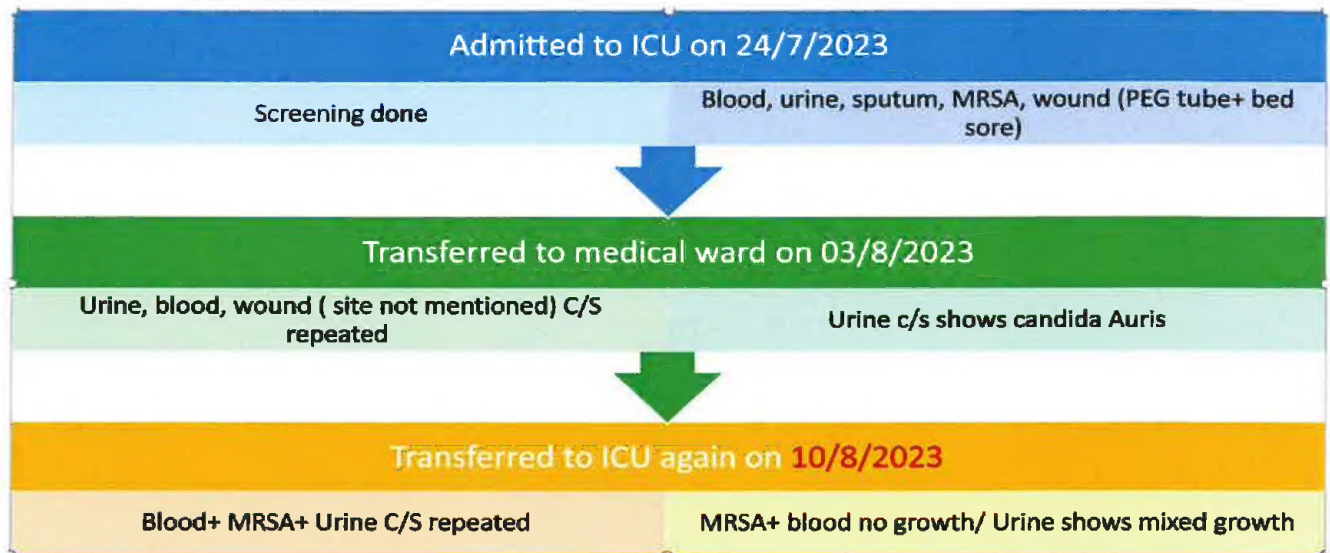 Admitted to ICU on 24/7/2023
Screening done
Blood, urine, sputum, MRSA, wound (PEG tube+ bed
sore)
Transferred to medical ward on 03/8/2023
Urine, blood, wound ( site not mentioned) C/S
repeated
Urine c/s shows candida Auris
Transferred to ICU again on 10/8/2023
Blood+ MRSA+ Urine C/S repeated
MRSA+ blood no growth/ Urine shows mixed growth